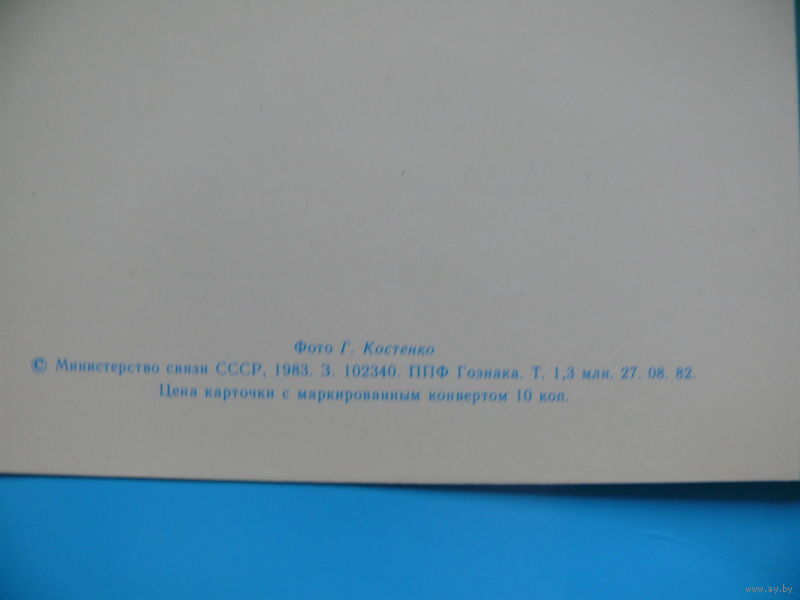 Фото Г. Костенко
© Министерство связи СССР, 1983. З. 102340. ППФ Гознака. Т. 1,3 млн. 27. 08. 82.
Цена карточки с маркированным конвертом 10 коп.
www.ay.by